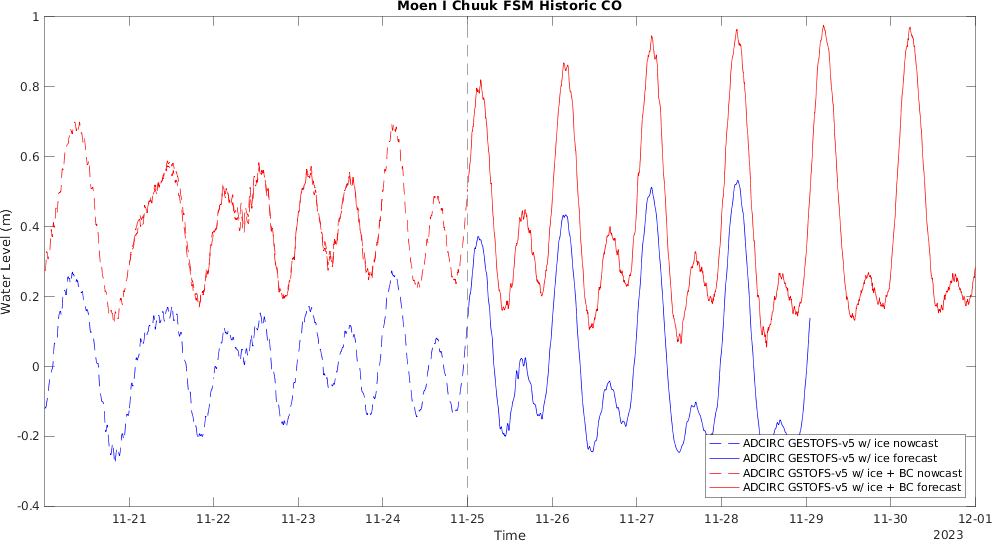 Moen I Chuuk FSM Historic CO
1
0.8
0.6
0.4
0.2
0
-0.2
-0.4
Water Level (m)
ADCIRC GESTOFS-v5 w/ ice nowcast
ADCIRC GESTOFS-v5 w/ ice forecast
ADCIRC GSTOFS-v5 w/ ice + BC nowcast
ADCIRC GSTOFS-v5 w/ ice + BC forecast
11-21 11-22 11-23 11-24 11-25 11-26 11-27 11-28 11-29 11-30 12-01
Time
2023